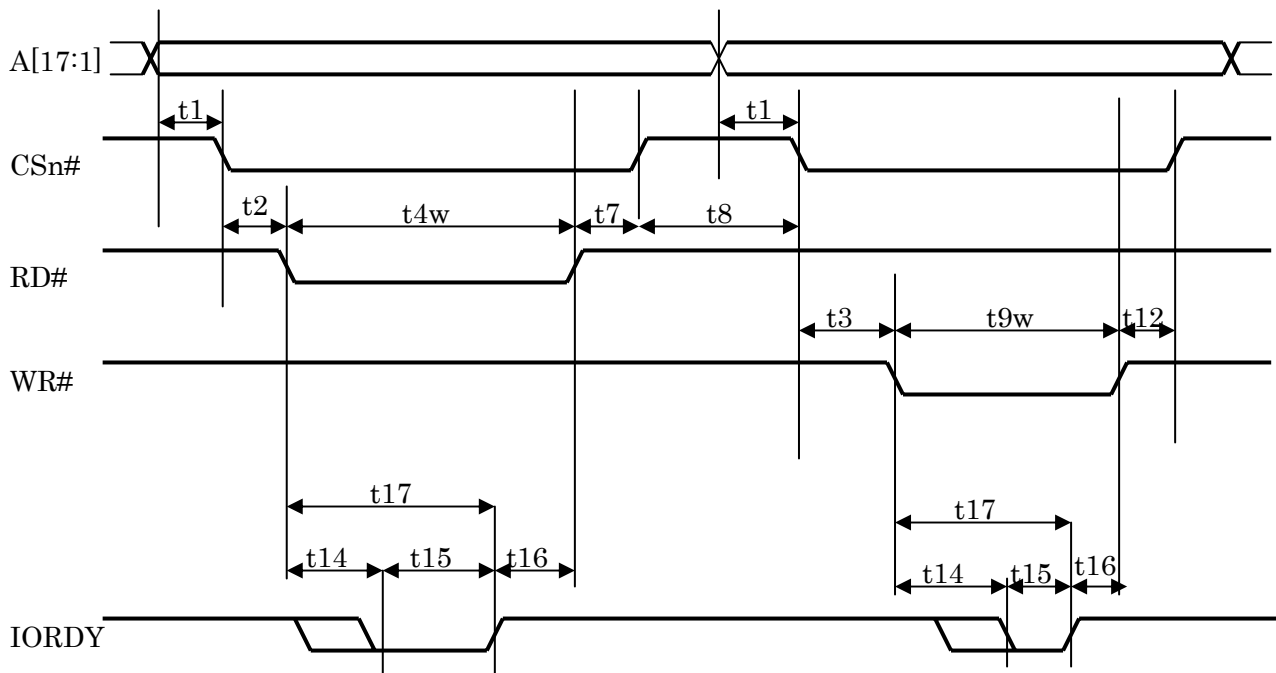 A[17:1]
t1 t1
CSn#
t2 t4w t7 t8
RD#
t3 t9w t12
WR#
t17 t17
t14 t15 t16 t14 t15 t16
IORDY